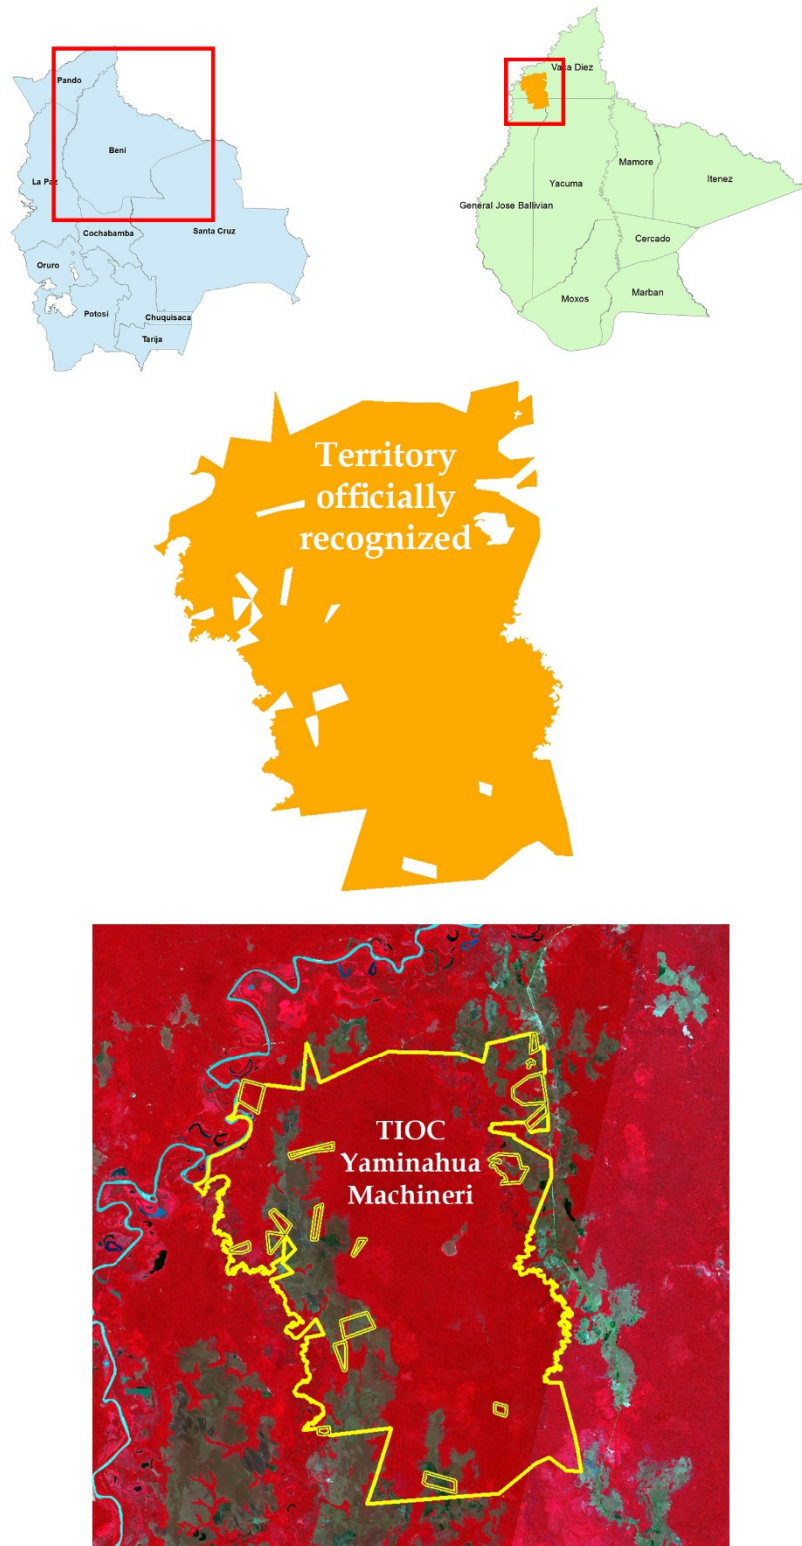 Pando
Beni
La Paz
Cochabamba
Santa Cruz
Oruro
Potosí
Chuquisaca
Tarija
Vaca Diez
Mamore
Itenez
Yacuma
General Jose Ballivian
Cercado
Marban
Moxos
Territory
officially
recognized
TIOC
Yaminahua
Machineri